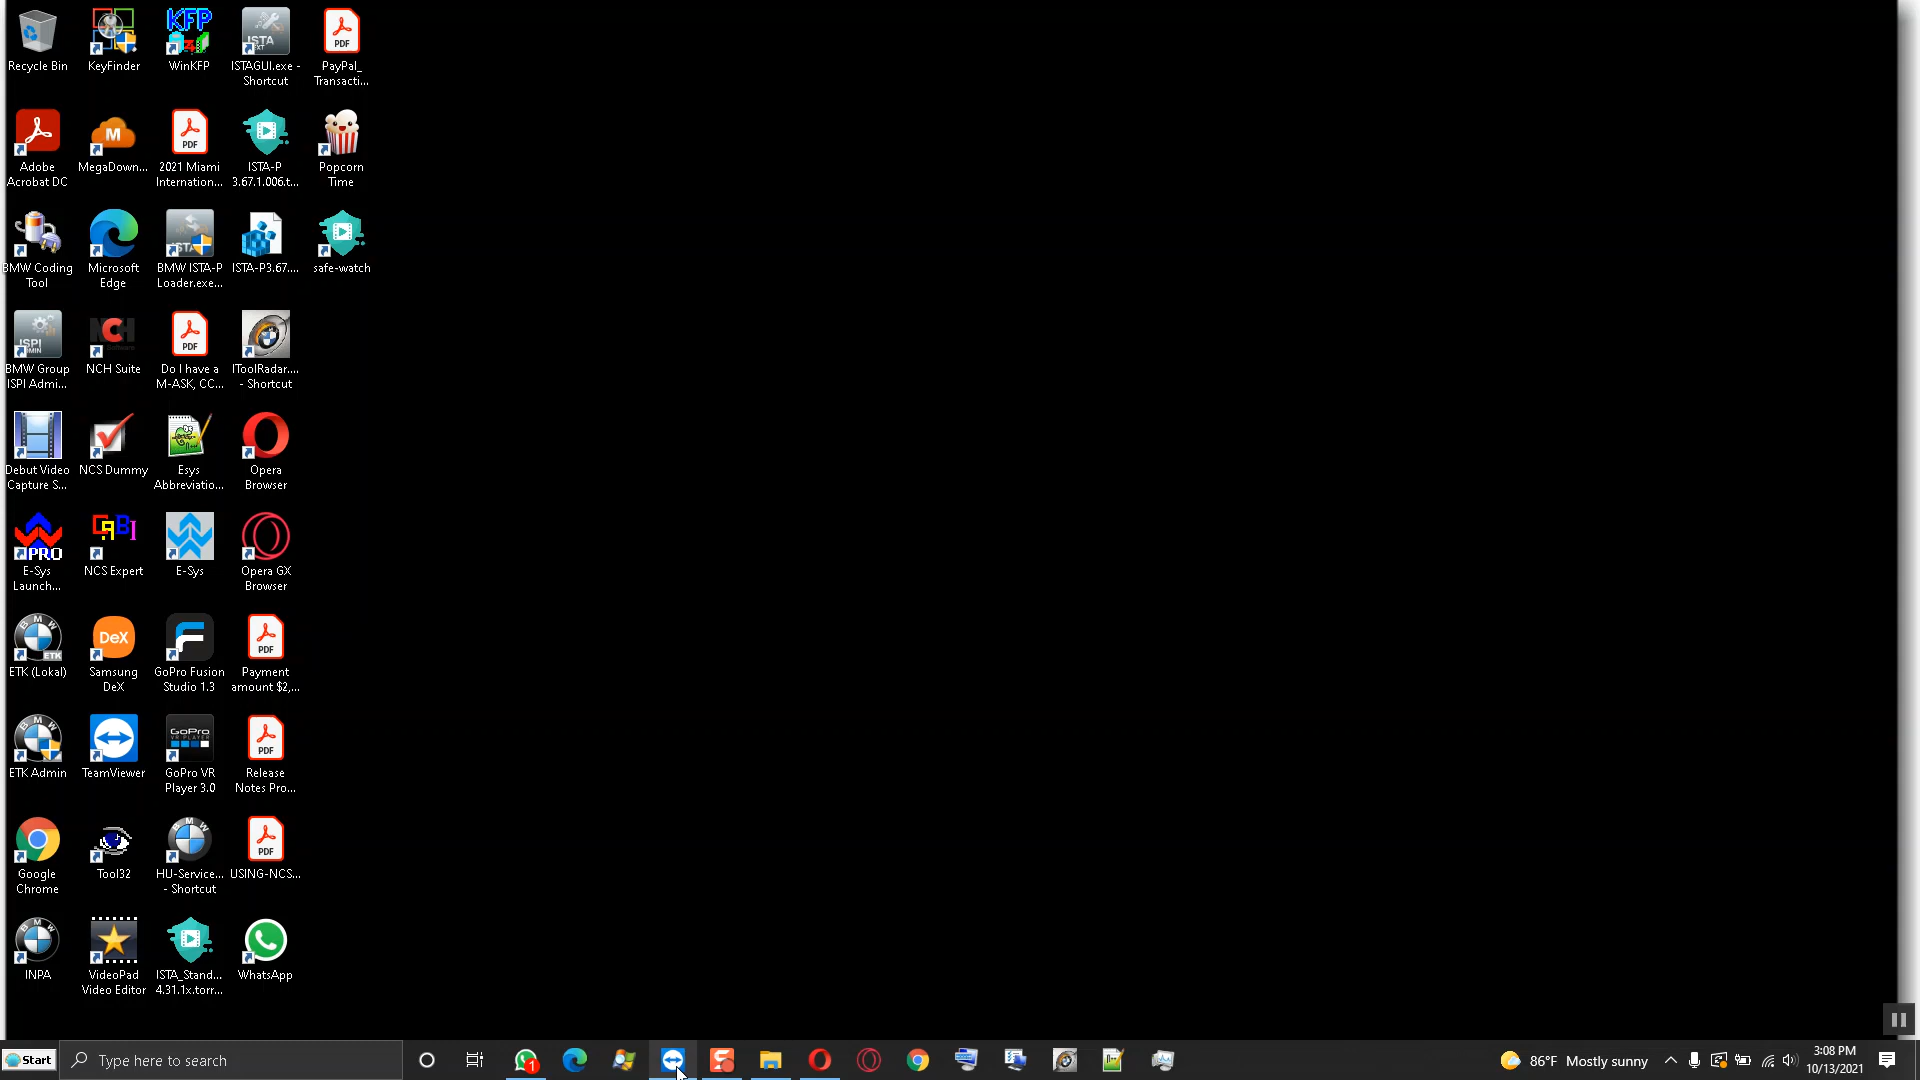 Recycle Bin
KeyFinder
WinKFP
ISTAGUI.exe -
Shortcut
PayPal_
Transacti...
Adobe
Acrobat DC
MegaDown...
2021 Miami
Internation...
ISTA-P
3.67.1.006.t...
Popcorn
Time
BMW Coding
Tool
Microsoft
Edge
BMW ISTA-P
Loader.exe...
ISTA-P3.67....
safe-watch
BMW Group
ISPI Admi...
NCH Suite
Do I have a
M-ASK, CC...
IToolRadar....
- Shortcut
Debut Video
Capture S...
NCS Dummy
Esys
Abbreviatio...
Opera
Browser
E-Sys
Launch...
NCS Expert
E-Sys
Opera GX
Browser
ETK (Lokal)
Samsung
DeX
GoPro Fusion
Studio 1.3
Payment
amount $2,...
ETK Admin
TeamViewer
GoPro VR
Player 3.0
Release
Notes Pro...
Google
Chrome
Tool32
HU-Service...
- Shortcut
USING-NCS...
INPA
VideoPad
Video Editor
ISTA_Stand...
4.31.1x.torr...
WhatsApp
Start
Type here to search
1
86°F Mostly sunny
3:08 PM
10/13/2021